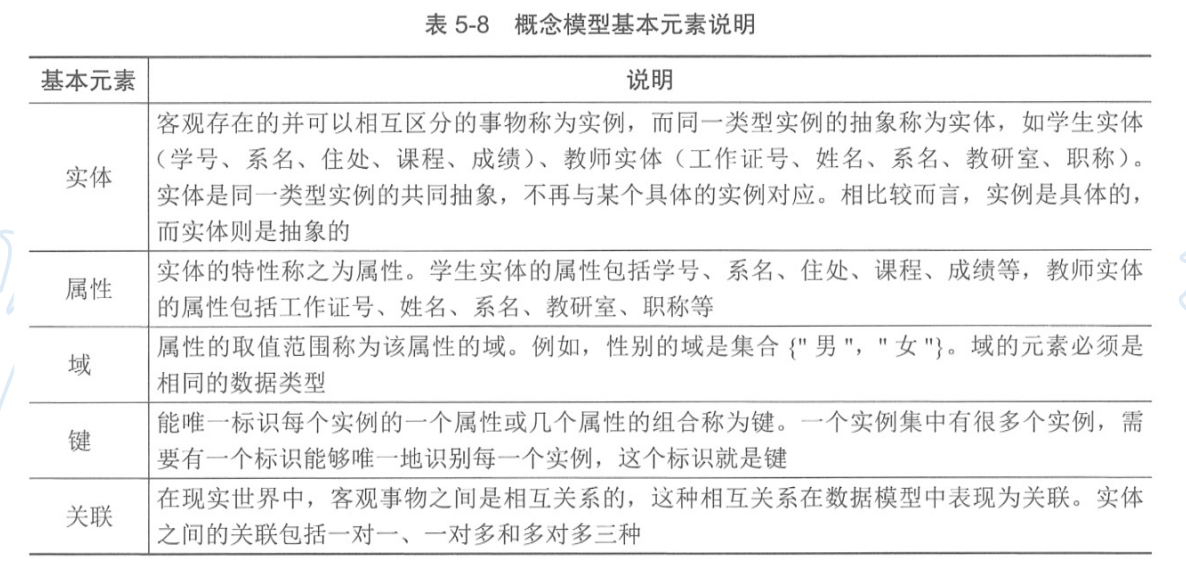 表 5-8 概念模型基本元素说明
基本元素 说明
实体
客观存在的并可以相互区分的事物称为实例，而同一类型实例的抽象称为实体，如学生实体
（学号、系名、住处、课程、成绩）、教师实体（工作证号、姓名、系名、教研室、职称）。
实体是同一类型实例的共同抽象，不再与某个具体的实例对应。相比较而言，实例是具体的，
而实体则是抽象的
属性
实体的特性称之为属性。学生实体的属性包括学号、系名、住处、课程、成绩等，教师实体
的属性包括工作证号、姓名、系名、教研室、职称等
域
属性的取值范围称为该属性的域。例如，性别的域是集合 {" 男 "，" 女 "}。域的元素必须是
相同的数据类型
键
能唯一标识每个实例的一个属性或几个属性的组合称为键。一个实例集中有很多个实例，需
要有一个标识能够唯一地识别每一个实例，这个标识就是键
关联
在现实世界中，客观事物之间是相互关系的，这种相互关系在数据模型中表现为关联。实体
之间的关联包括一对一、一对多和多对多三种